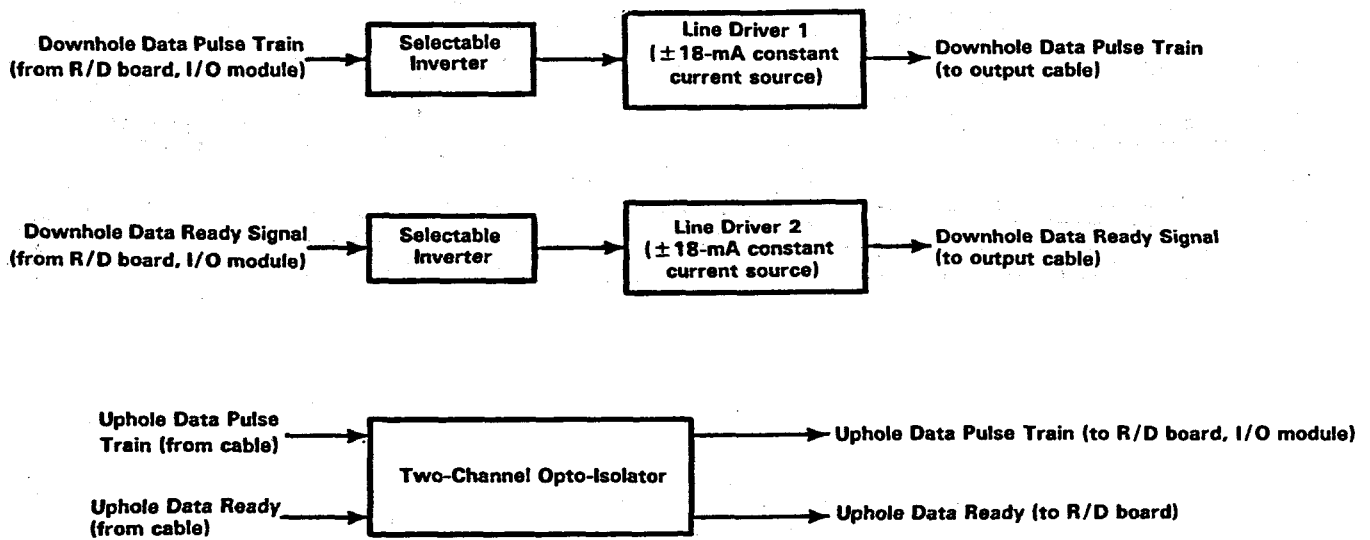 Downhole Data Pulse Train
(from R/D board, I/O module)
Selectable
Inverter
Line Driver 1
(±18-mA constant
current source)
Downhole Data Pulse Train
(to output cable)
Downhole Data Ready Signal
(from R/D board, I/O module)
Selectable
Inverter
Line Driver 2
(±18-mA constant
current source)
Downhole Data Ready Signal
(to output cable)
Uphole Data Pulse
Train (from cable)
Uphole Data Ready
(from cable)
Two-Channel Opto-Isolator
Uphole Data Pulse Train (to R/D board, I/O module)
Uphole Data Ready (to R/D board)